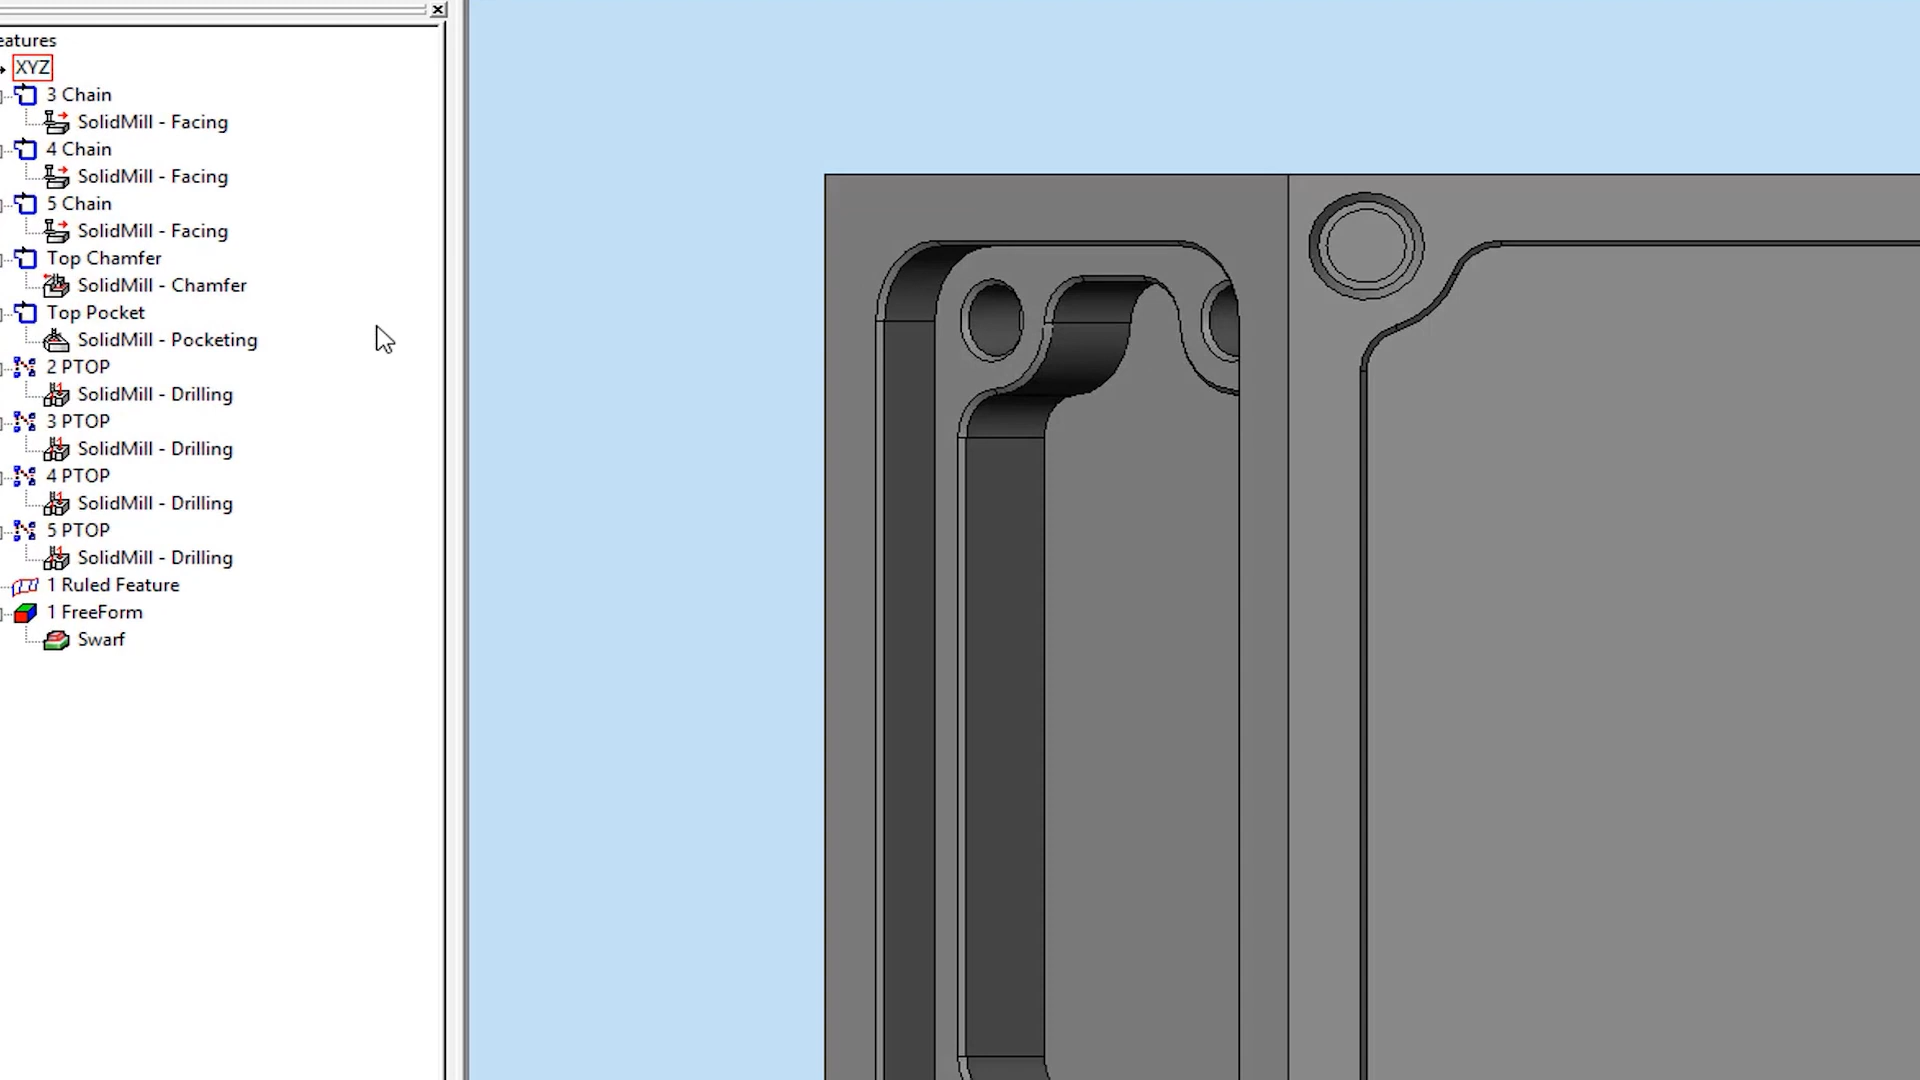 eatures
XYZ
3 Chain
SolidMill - Facing
4 Chain
SolidMill - Facing
5 Chain
SolidMill - Facing
Top Chamfer
SolidMill - Chamfer
Top Pocket
SolidMill - Pocketing
2 PTOP
SolidMill - Drilling
3 PTOP
SolidMill - Drilling
4 PTOP
SolidMill - Drilling
5 PTOP
SolidMill - Drilling
1 Ruled Feature
1 FreeForm
Swarf